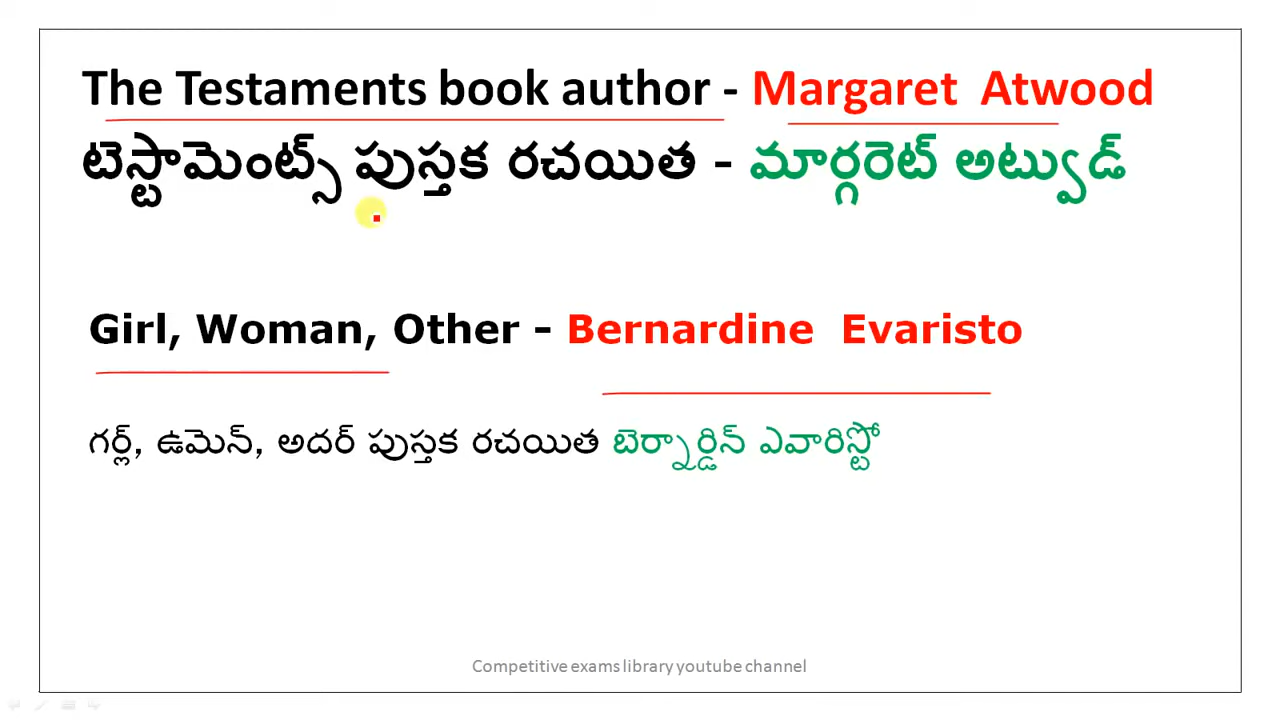 The Testaments book author - Margaret Atwood
టెస్టామెంట్స్ పుస్తక రచయిత - మార్గరెట్ అట్వుడ్
Girl, Woman, Other – Bernardine Evaristo
గర్ల్, ఉమెన్, అదర్ పుస్తక రచయిత బెర్నార్డిన్ ఎవారిస్టో
Competitive exams library youtube channel